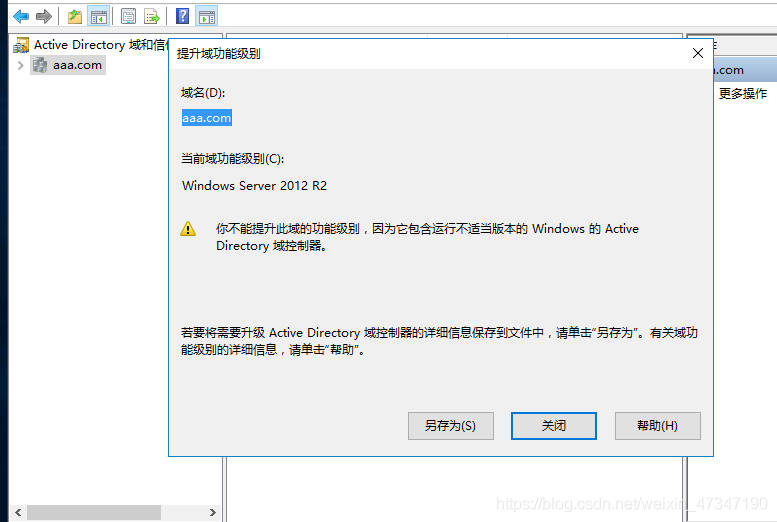 Active Directory 域和信
aaa.com
提升域功能级别
域名(D):
aaa.com
当前域功能级别(C):
Windows Server 2012 R2
你不能提升此域的功能级别，因为它包含运行不适当版本的 Windows 的 Active
Directory 域控制器。
若要将需要升级 Active Directory 域控制器的详细信息保存到文件中，请单击“另存为”。有关域功
能级别的详细信息，请单击“帮助”。
另存为(S)
关闭
帮助(H)
作
a.com
更多操作
https://blog.csdn.net/weixin_47347190